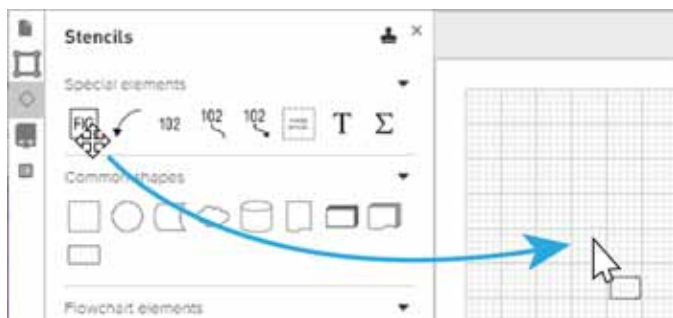 Stencils
Special elements
FIG 102 102 102 T Σ
Common shapes
Flowchart elements